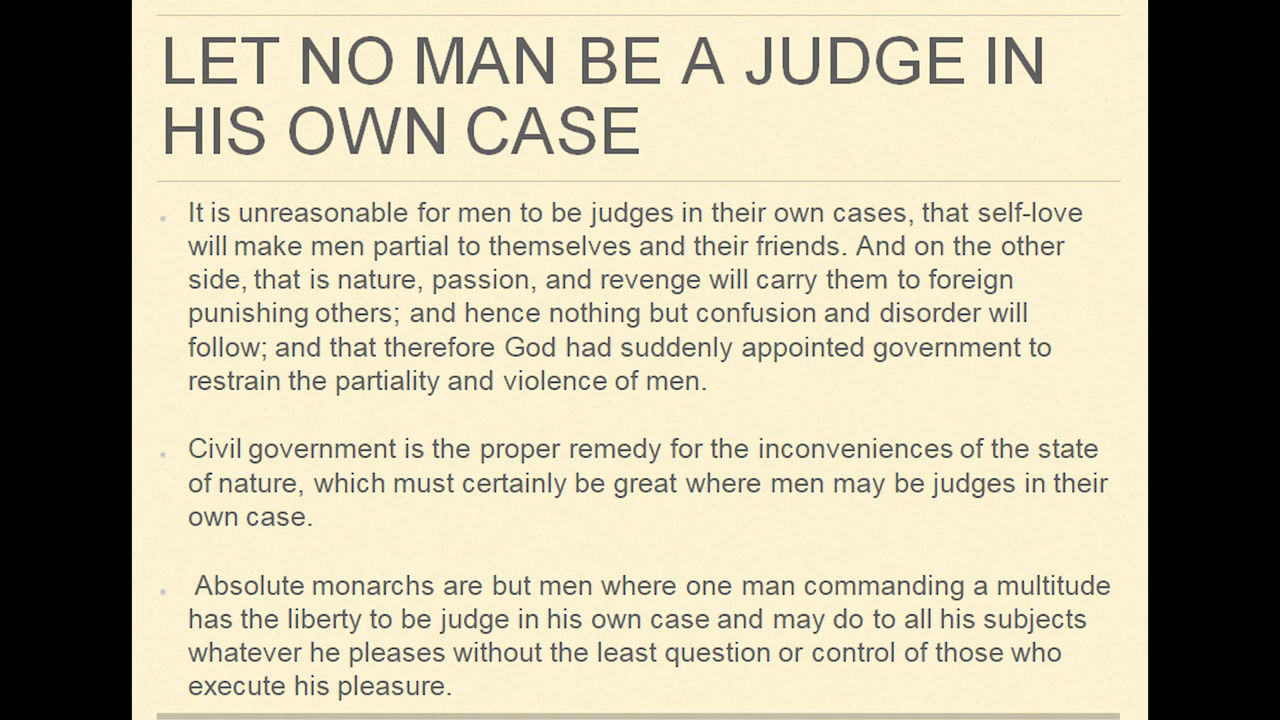 LET NO MAN BE A JUDGE IN
HIS OWN CASE
It is unreasonable for men to be judges in their own cases, that self-love
will make men partial to themselves and their friends. And on the other
side, that is nature, passion, and revenge will carry them to foreign
punishing others; and hence nothing but confusion and disorder will
follow; and that therefore God had suddenly appointed government to
restrain the partiality and violence of men.
Civil government is the proper remedy for the inconveniences of the state
of nature, which must certainly be great where men may be judges in their
own case.
Absolute monarchs are but men where one man commanding a multitude
has the liberty to be judge in his own case and may do to all his subjects
whatever he pleases without the least question or control of those who
execute his pleasure.